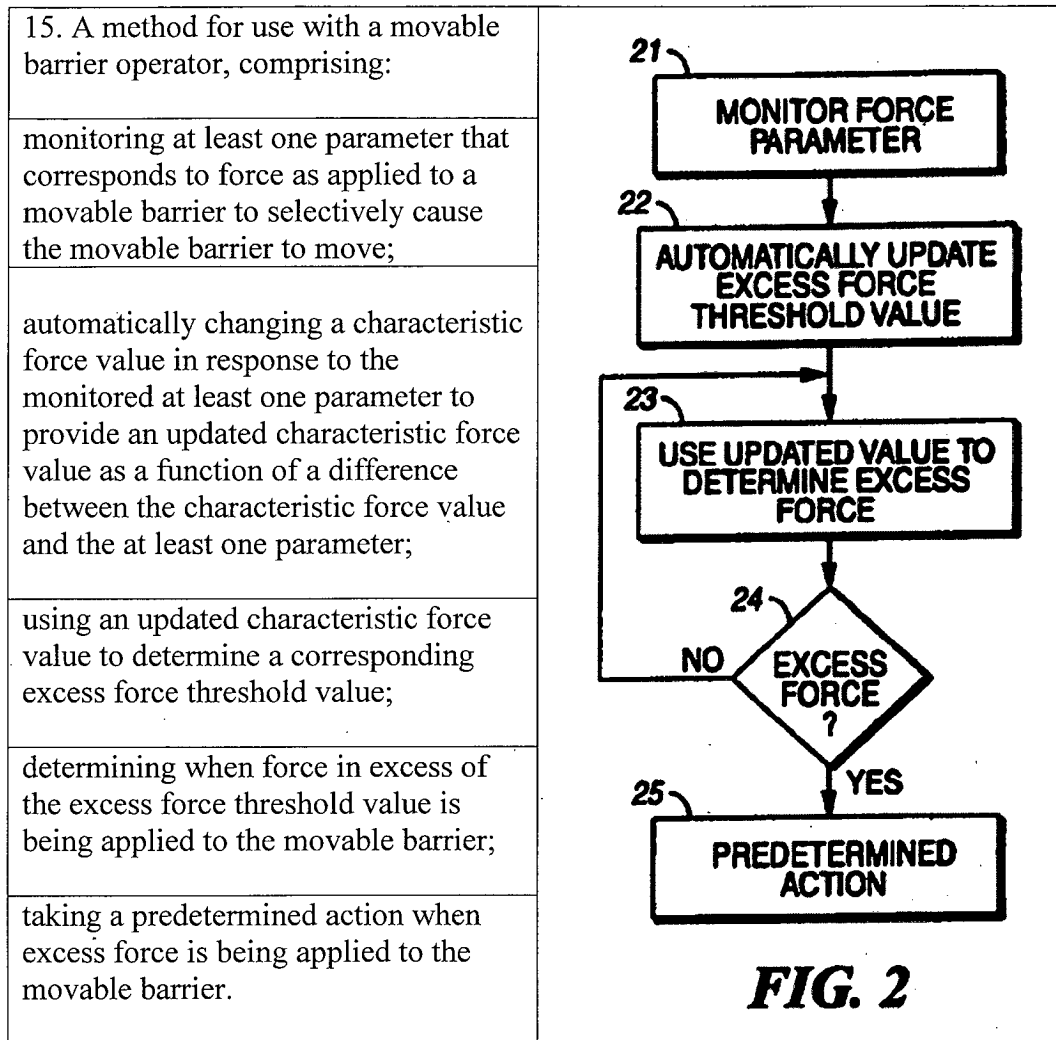 15. A method for use with a movable
barrier operator, comprising:
monitoring at least one parameter that
corresponds to force as applied to a
movable barrier to selectively cause
the movable barrier to move;
automatically changing a characteristic
force value in response to the
monitored at least one parameter to
provide an updated characteristic force
value as a function of a difference
between the characteristic force value
and the at least one parameter;
using an updated characteristic force
value to determine a corresponding
excess force threshold value;
determining when force in excess of
the excess force threshold value is
being applied to the movable barrier;
taking a predetermined action when
excess force is being applied to the
movable barrier.
21
MONITOR FORCE
PARAMETER
22
AUTOMATICALLY UPDATE
EXCESS FORCE
THRESHOLD VALUE
23
USE UPDATED VALUE TO
DETERMINE EXCESS
FORCE
24
EXCESS
FORCE
?
NO
YES
25
PREDETERMINED
ACTION
FIG. 2